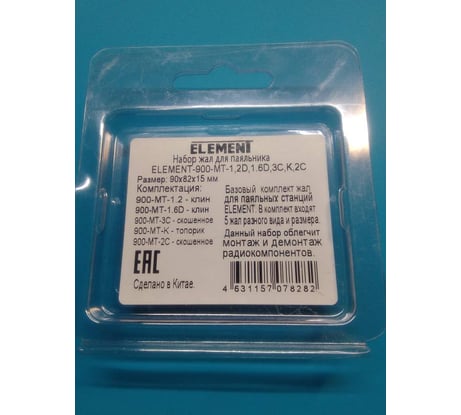 ELEMENT
Набор жал для паяльника
ELEMENT-900-MT-1,2D,1.6D,3C,K,2C
Размер: 90x82x15 мм
Комплектация:
900-MT-1.2 - клин
900-MT-1.6D - клин
900-MT-3C - скошенное
900-MT-K - топорик
900-MT-2C - скошенное
EAC
Сделано в Китае.
Базовый комплект жал
для паяльных станций
ELEMENT. В комплект входят
5 жал разного вида и размера.
Данный набор облегчит
монтаж и демонтаж
радиокомпонентов.
4 631157 078282